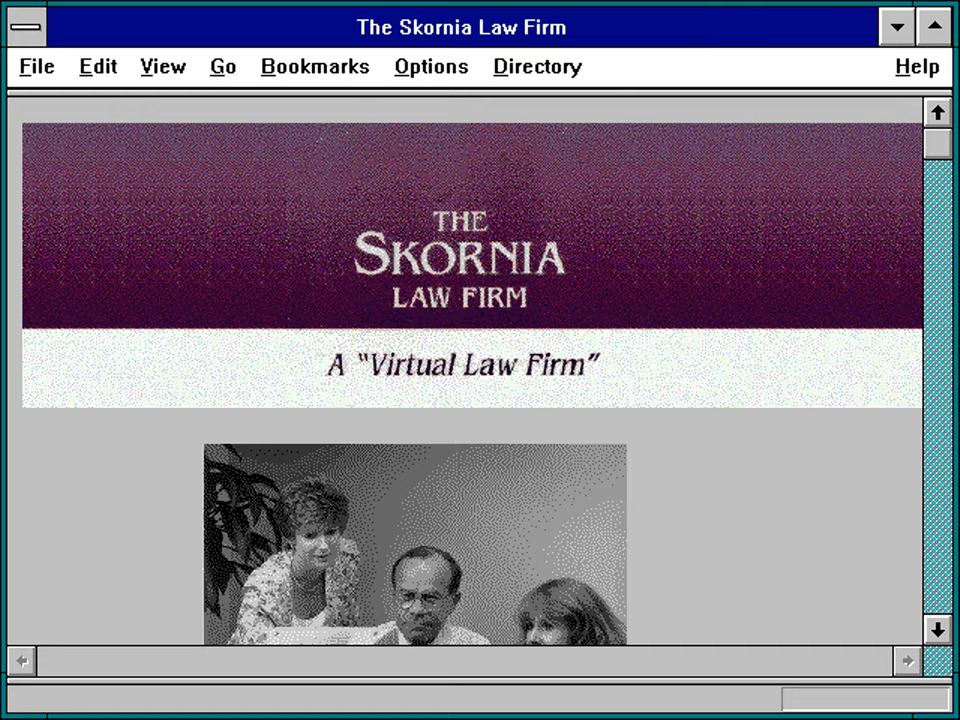 The Skornia Law Firm
File Edit View Go Bookmarks Options Directory Help
THE
SKORNIA
LAW FIRM
A “Virtual Law Firm”